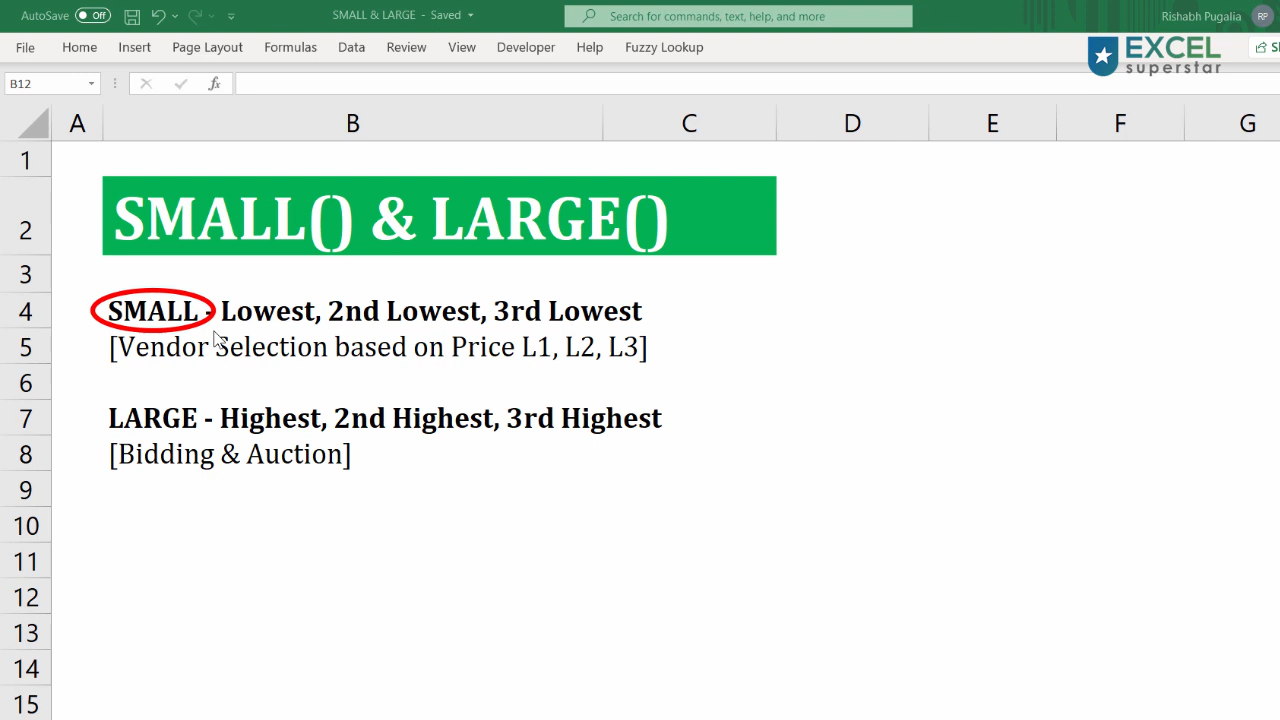 AutoSave Off SMALL & LARGE - Saved Search for commands, text, help, and more Rishabh Pugalia RP
File Home Insert Page Layout Formulas Data Review View Developer Help Fuzzy Lookup
EXCEL
superstar
B12 fx
A B C D E F G
1
2 SMALL() & LARGE()
3
4 SMALL - Lowest, 2nd Lowest, 3rd Lowest
5 [Vendor Selection based on Price L1, L2, L3]
6
7 LARGE - Highest, 2nd Highest, 3rd Highest
8 [Bidding & Auction]
9
10
11
12
13
14
15